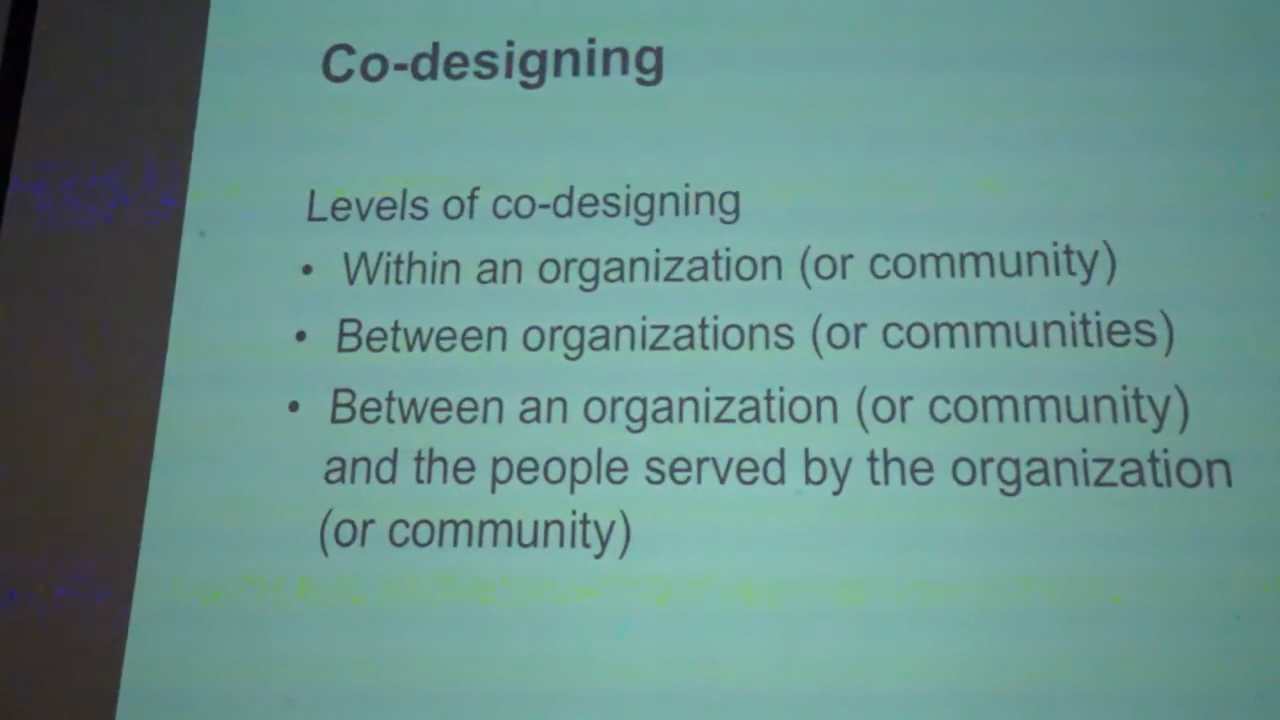 Co-designing
Levels of co-designing
• Within an organization (or community)
• Between organizations (or communities)
• Between an organization (or community)
and the people served by the organization
(or community)